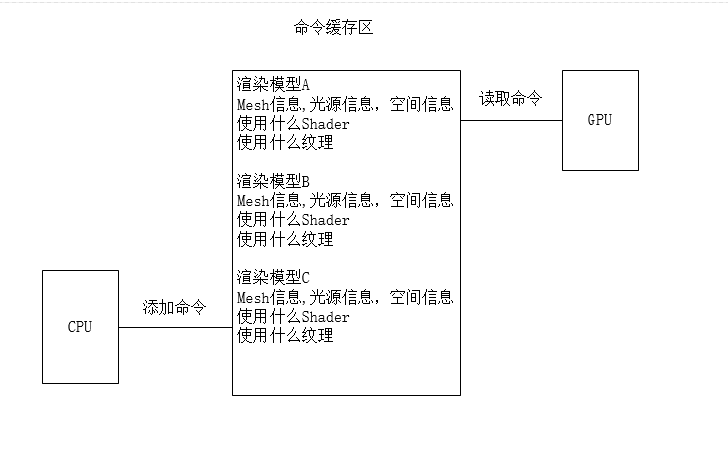 命令缓存区
渲染模型A
Mesh信息,光源信息，空间信息
使用什么Shader
使用什么纹理
渲染模型B
Mesh信息,光源信息，空间信息
使用什么Shader
使用什么纹理
渲染模型C
Mesh信息,光源信息，空间信息
使用什么Shader
使用什么纹理
读取命令
GPU
添加命令
CPU